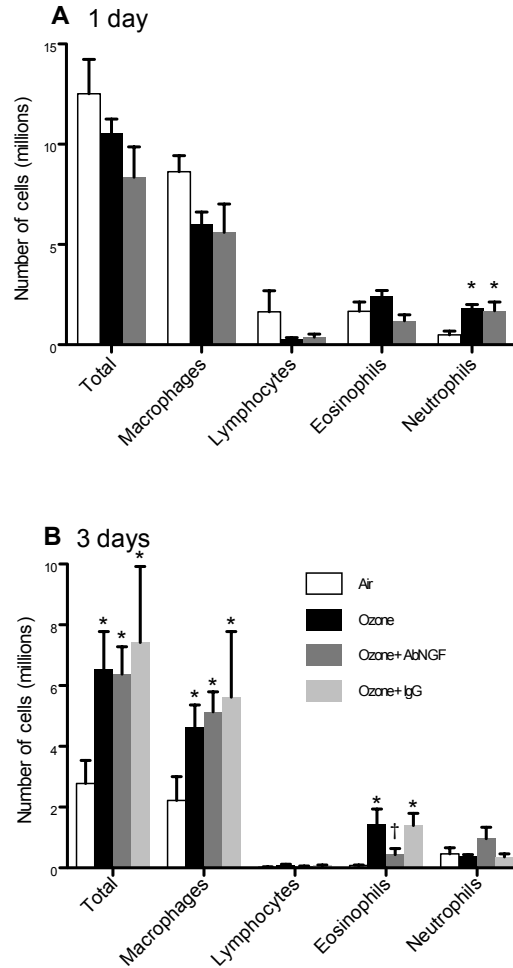 A 1 day
Number of cells (millions)
15
10
5
0
* *
Total
Macrophages
Lymphocytes
Eosinophils
Neutrophils
B 3 days
Number of cells (millions)
10
8
6
4
2
0
* * *
* * *
* † *
Air
Ozone
Ozone+ AbNGF
Ozone+ IgG
Total
Macrophages
Lymphocytes
Eosinophils
Neutrophils